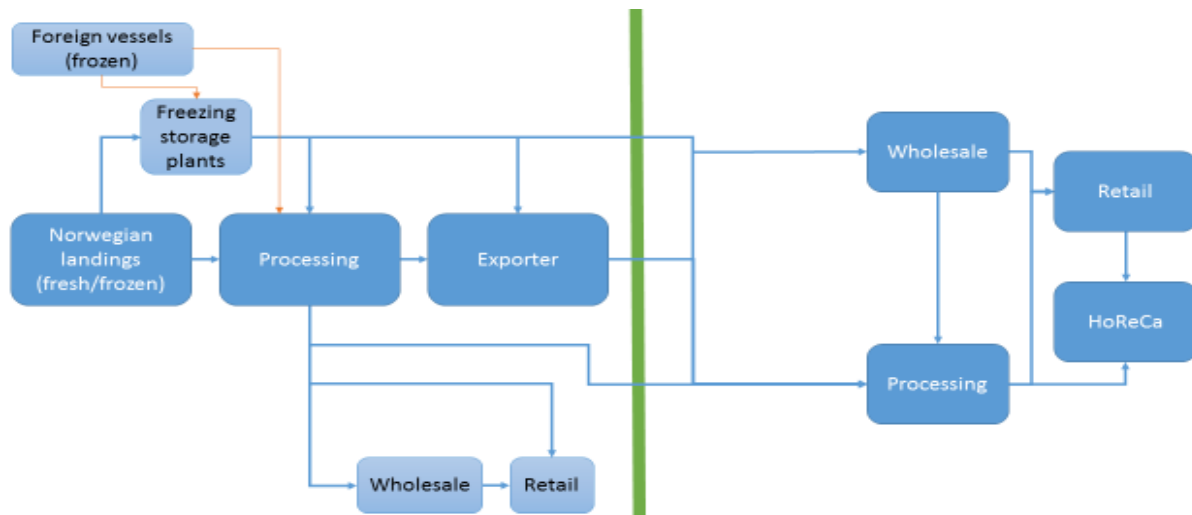 Foreign vessels
(frozen)
Freezing
storage
plants
Norwegian
landings
(fresh/frozen)
Processing
Exporter
Wholesale
Retail
Wholesale
Retail
HoReCa
Processing